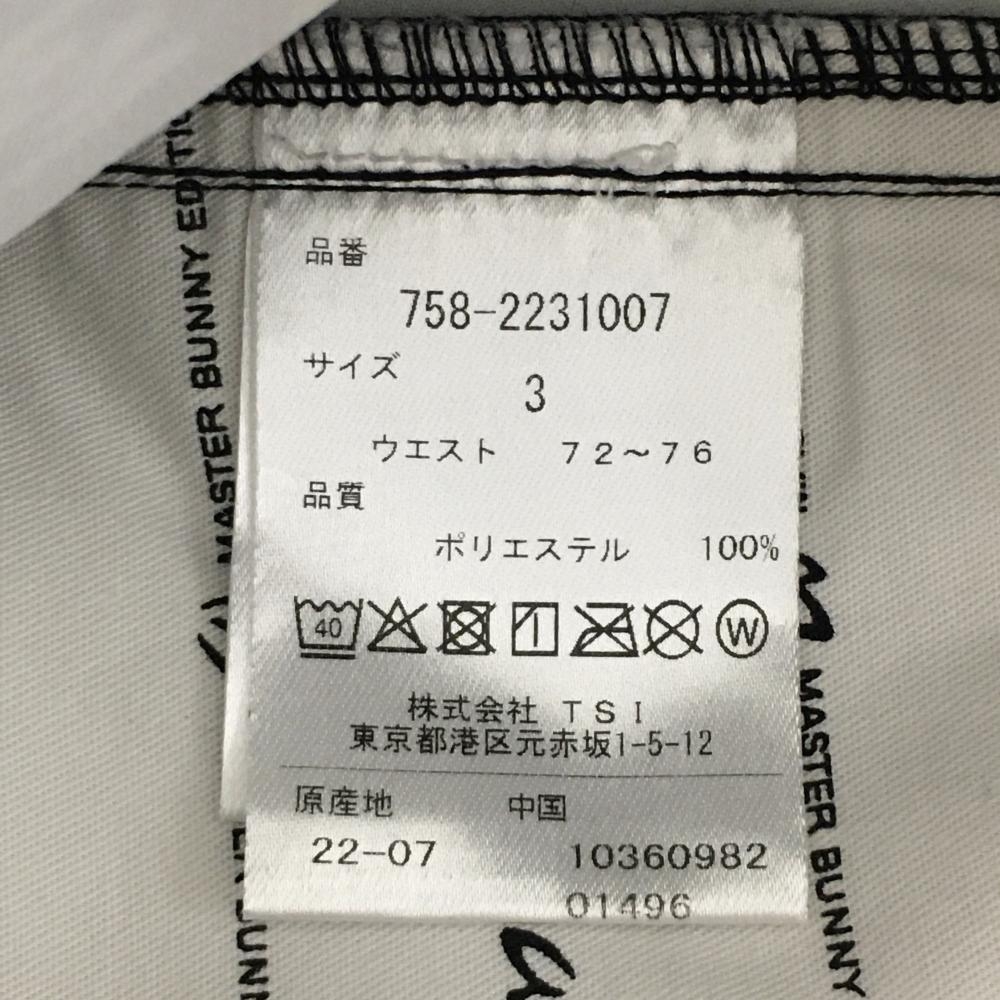 品番
758-2231007
サイズ
3
ウエスト 72~76
品質
ポリエステル 100%
40
W
株式会社 TSI
東京都港区元赤坂1-5-12
原産地 中国
22-07 10360982
01496
MASTER BUNNY EDITIO
MASTER BUNNY